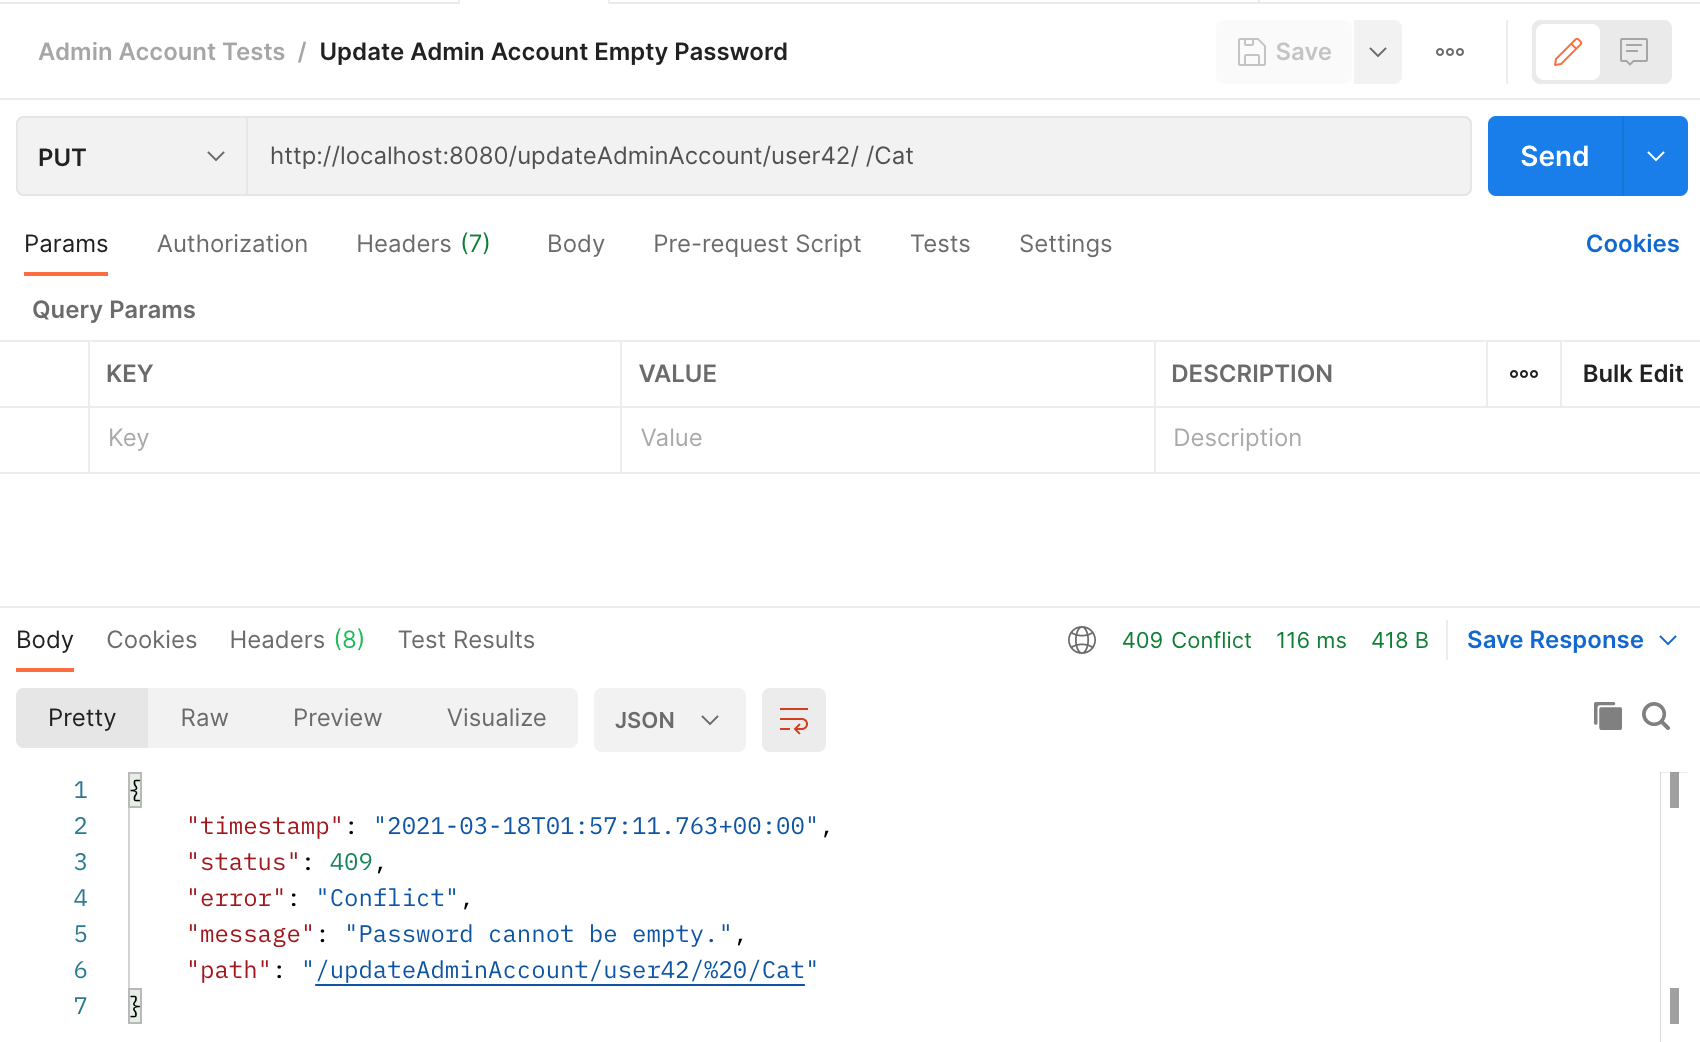 Admin Account Tests / Update Admin Account Empty Password
Save
PUT
http://localhost:8080/updateAdminAccount/user42/ /Cat
Send
Params Authorization Headers (7) Body Pre-request Script Tests Settings Cookies
Query Params
KEY VALUE DESCRIPTION Bulk Edit
Key Value Description
Body Cookies Headers (8) Test Results 409 Conflict 116 ms 418 B Save Response
Pretty Raw Preview Visualize JSON
1 {
2 "timestamp": "2021-03-18T01:57:11.763+00:00",
3 "status": 409,
4 "error": "Conflict",
5 "message": "Password cannot be empty.",
6 "path": "/updateAdminAccount/user42/%20/Cat"
7 }